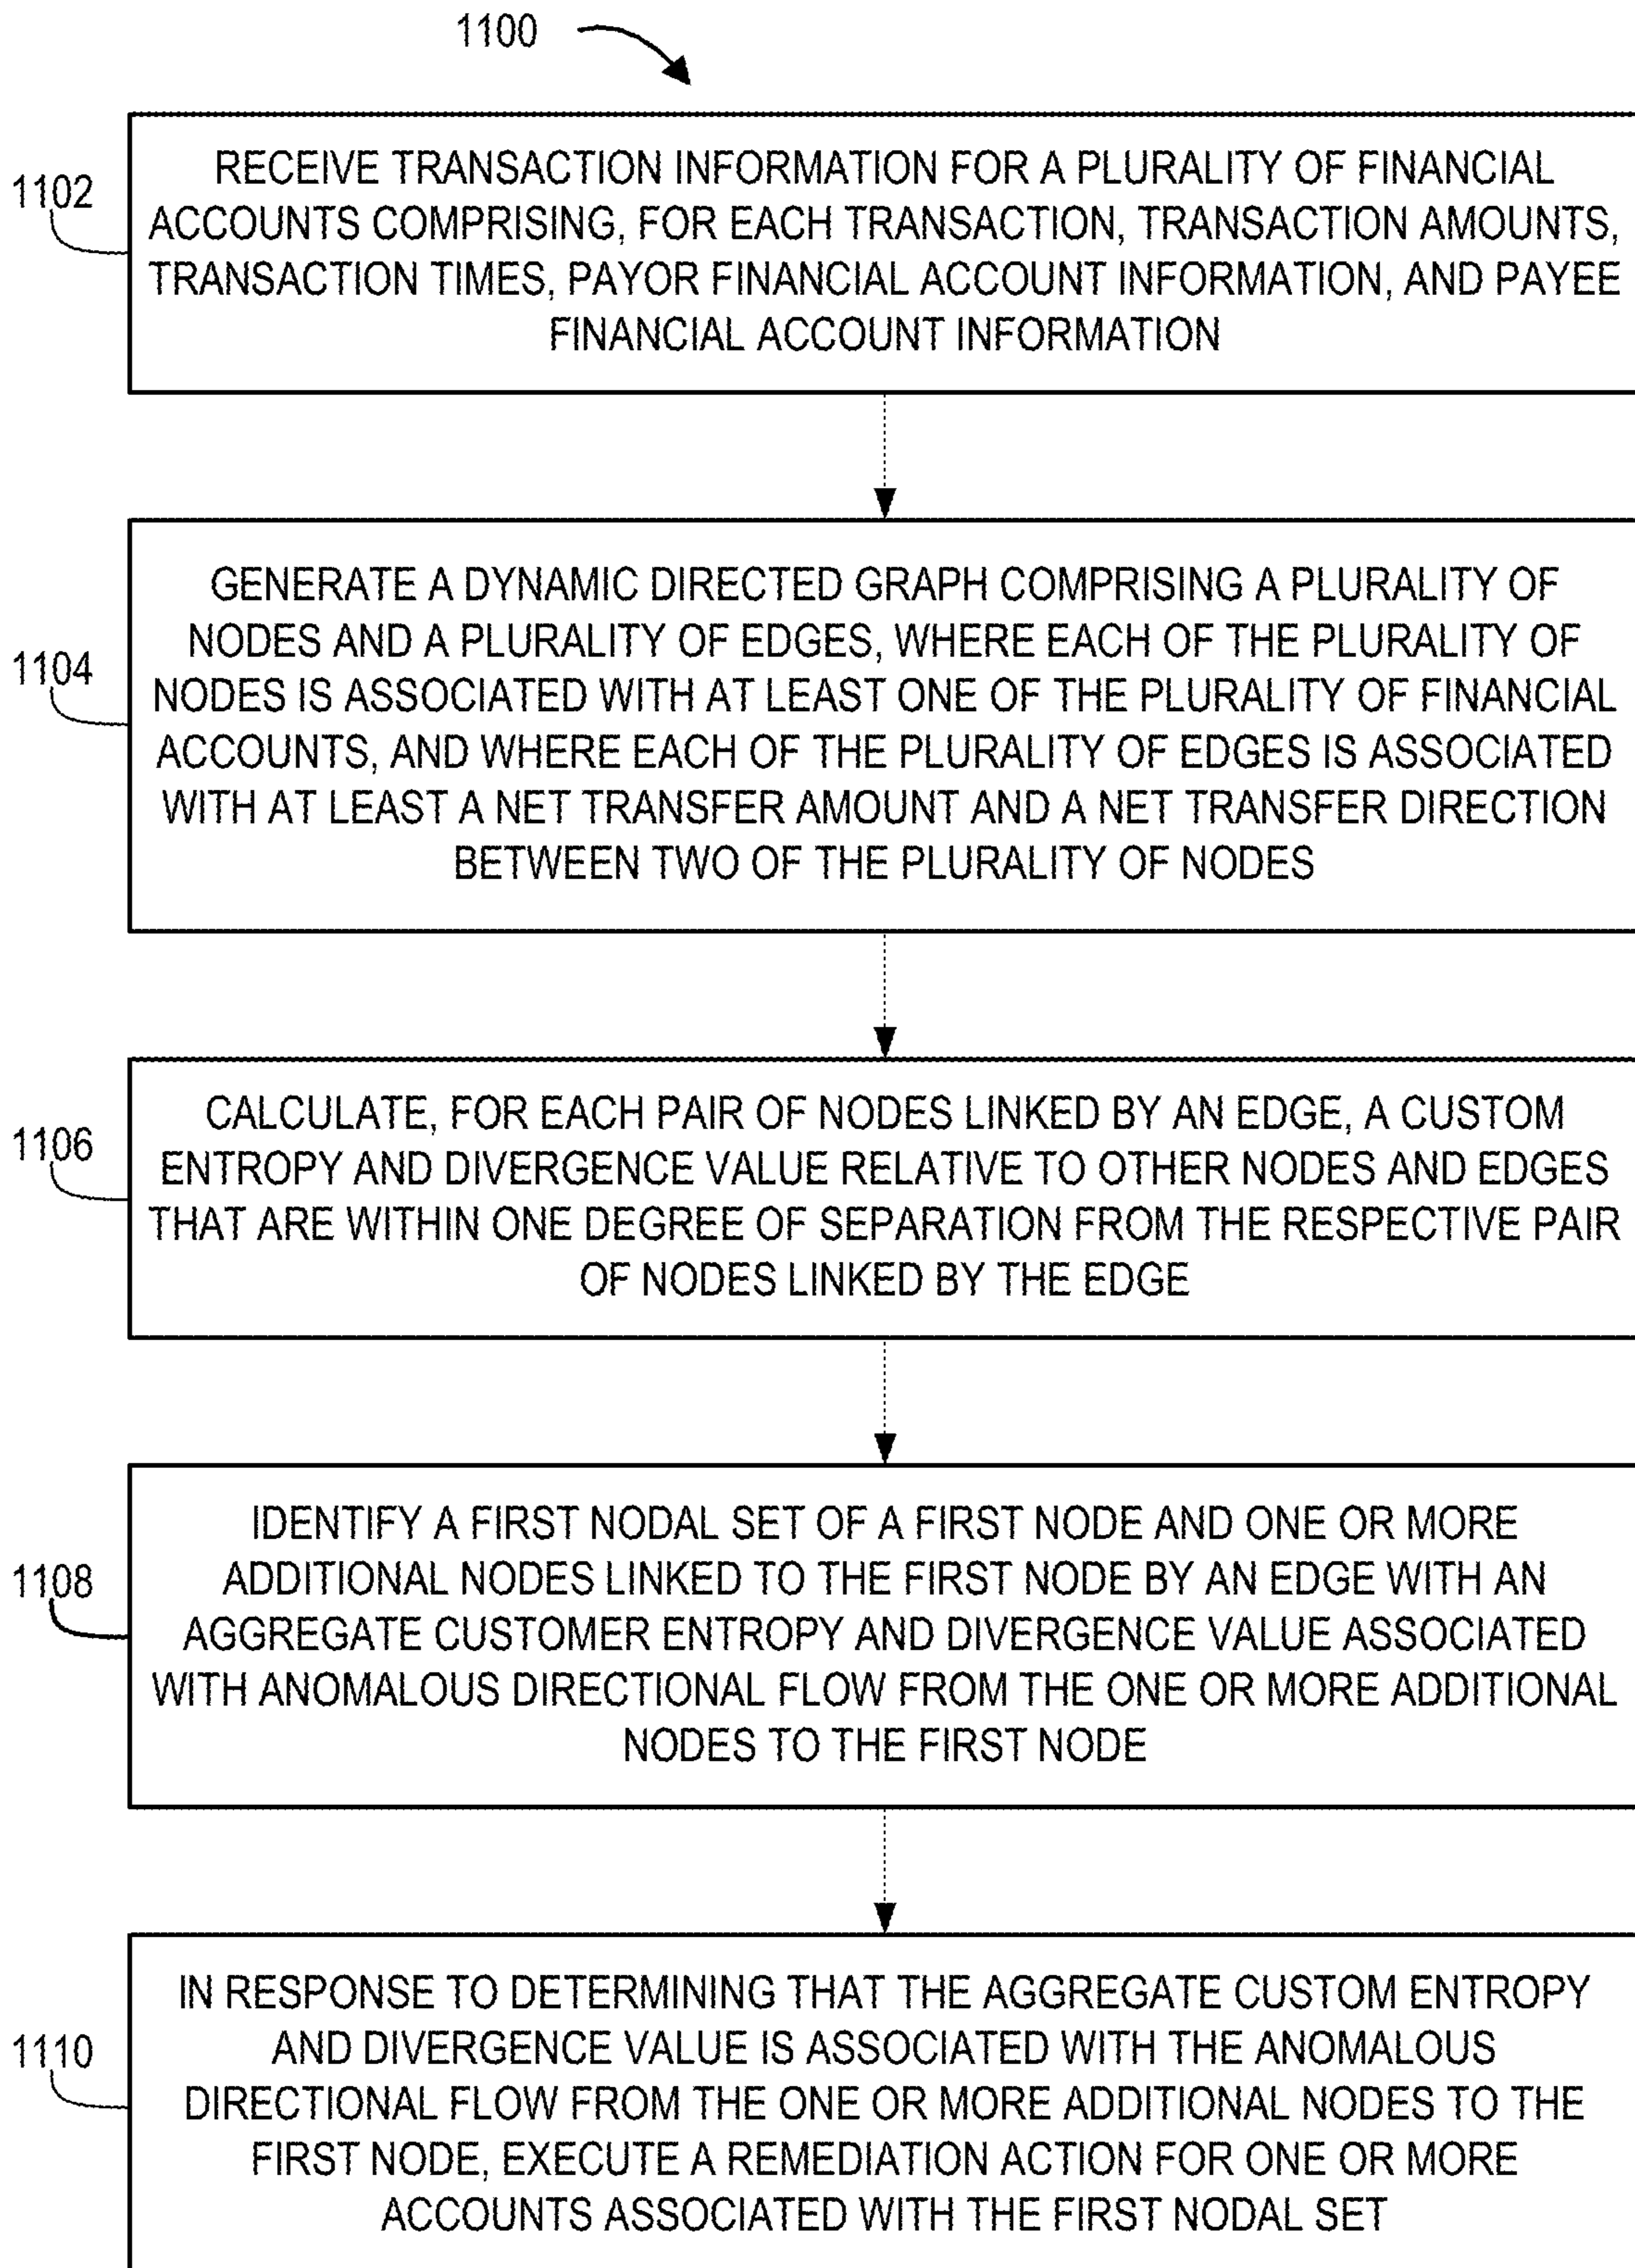 1100
1102
RECEIVE TRANSACTION INFORMATION FOR A PLURALITY OF FINANCIAL
ACCOUNTS COMPRISING, FOR EACH TRANSACTION, TRANSACTION AMOUNTS,
TRANSACTION TIMES, PAYOR FINANCIAL ACCOUNT INFORMATION, AND PAYEE
FINANCIAL ACCOUNT INFORMATION
1104
GENERATE A DYNAMIC DIRECTED GRAPH COMPRISING A PLURALITY OF
NODES AND A PLURALITY OF EDGES, WHERE EACH OF THE PLURALITY OF
NODES IS ASSOCIATED WITH AT LEAST ONE OF THE PLURALITY OF FINANCIAL
ACCOUNTS, AND WHERE EACH OF THE PLURALITY OF EDGES IS ASSOCIATED
WITH AT LEAST A NET TRANSFER AMOUNT AND A NET TRANSFER DIRECTION
BETWEEN TWO OF THE PLURALITY OF NODES
1106
CALCULATE, FOR EACH PAIR OF NODES LINKED BY AN EDGE, A CUSTOM
ENTROPY AND DIVERGENCE VALUE RELATIVE TO OTHER NODES AND EDGES
THAT ARE WITHIN ONE DEGREE OF SEPARATION FROM THE RESPECTIVE PAIR
OF NODES LINKED BY THE EDGE
1108
IDENTIFY A FIRST NODAL SET OF A FIRST NODE AND ONE OR MORE
ADDITIONAL NODES LINKED TO THE FIRST NODE BY AN EDGE WITH AN
AGGREGATE CUSTOMER ENTROPY AND DIVERGENCE VALUE ASSOCIATED
WITH ANOMALOUS DIRECTIONAL FLOW FROM THE ONE OR MORE ADDITIONAL
NODES TO THE FIRST NODE
1110
IN RESPONSE TO DETERMINING THAT THE AGGREGATE CUSTOM ENTROPY
AND DIVERGENCE VALUE IS ASSOCIATED WITH THE ANOMALOUS
DIRECTIONAL FLOW FROM THE ONE OR MORE ADDITIONAL NODES TO THE
FIRST NODE, EXECUTE A REMEDIATION ACTION FOR ONE OR MORE
ACCOUNTS ASSOCIATED WITH THE FIRST NODAL SET